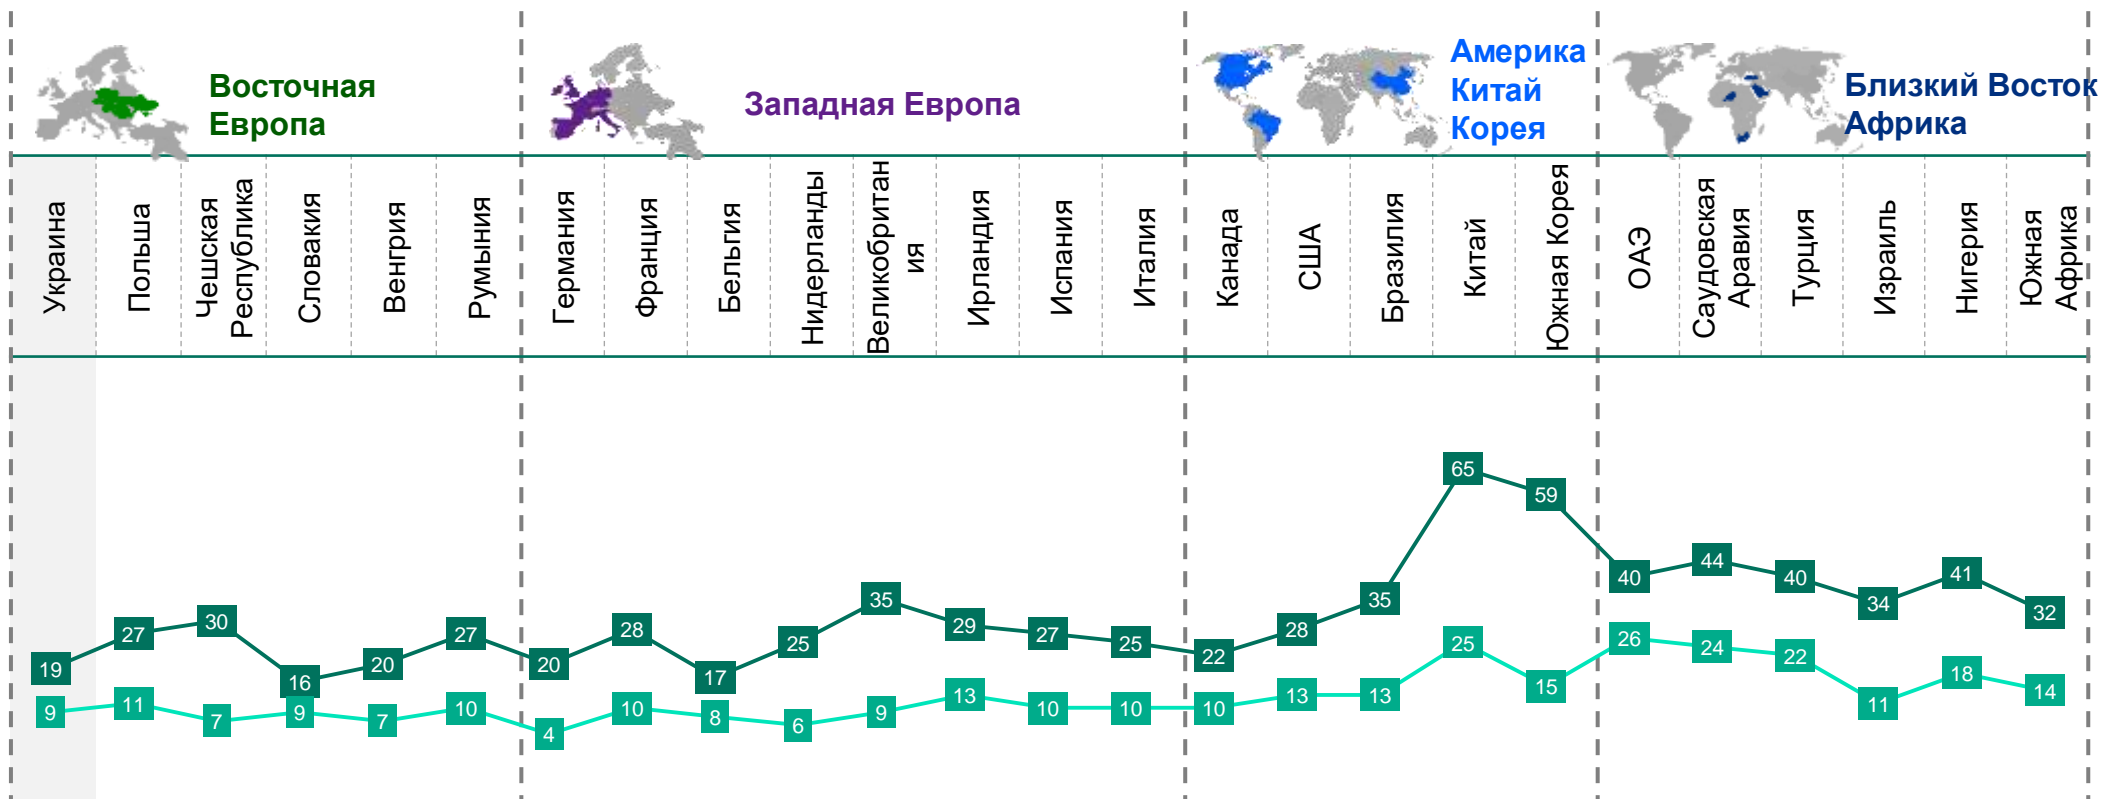 Восточная
Европа
Западная Европа
Америка
Китай
Корея
Близкий Восток
Африка
Украина
Польша
Чешская
Республика
Словакия
Венгрия
Румыния
Германия
Франция
Бельгия
Нидерланды
Великобритан
ия
Ирландия
Испания
Италия
Канада
США
Бразилия
Китай
Южная Корея
ОАЭ
Саудовская
Аравия
Турция
Израиль
Нигерия
Южная
Африка
19 27 30 16 20 27 20 28 17 25 35 29 27 25 22 28 35 65 59 40 44 40 34 41 32
9 11 7 9 7 10 4 10 8 6 9 13 10 10 10 13 13 25 15 26 24 22 11 18 14